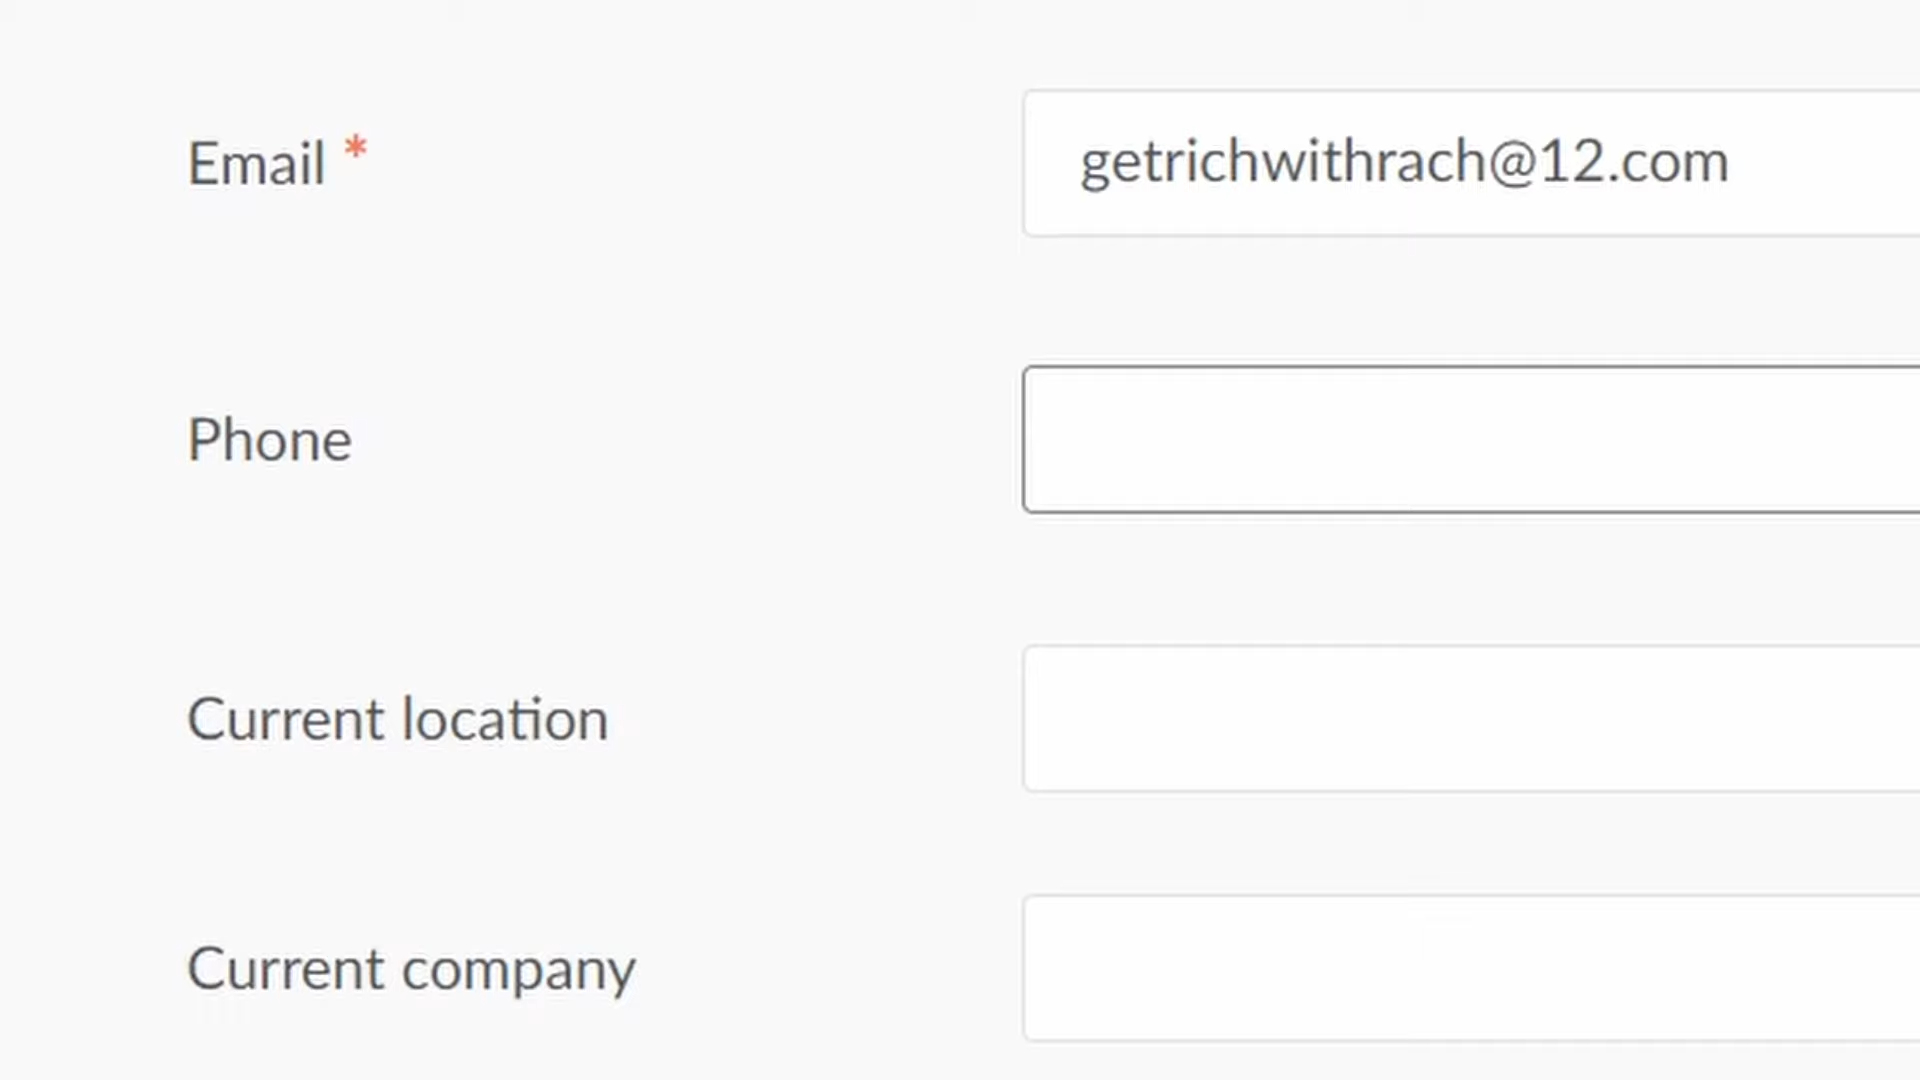 Email *
getrichwithrach@12.com
Phone
Current location
Current company